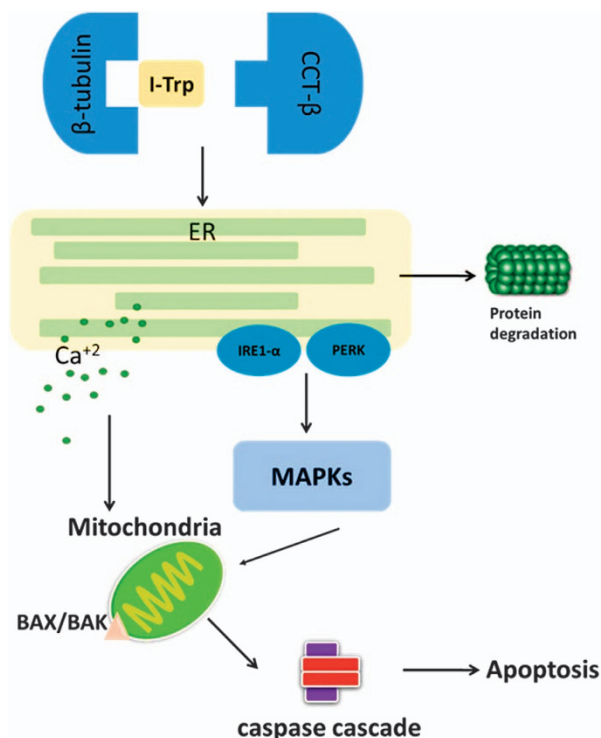 β-tubulin
I-Trp
CCT-β
ER
Protein
degradation
Ca+2
IRE1-α
PERK
MAPKs
Mitochondria
BAX/BAK
Apoptosis
caspase cascade